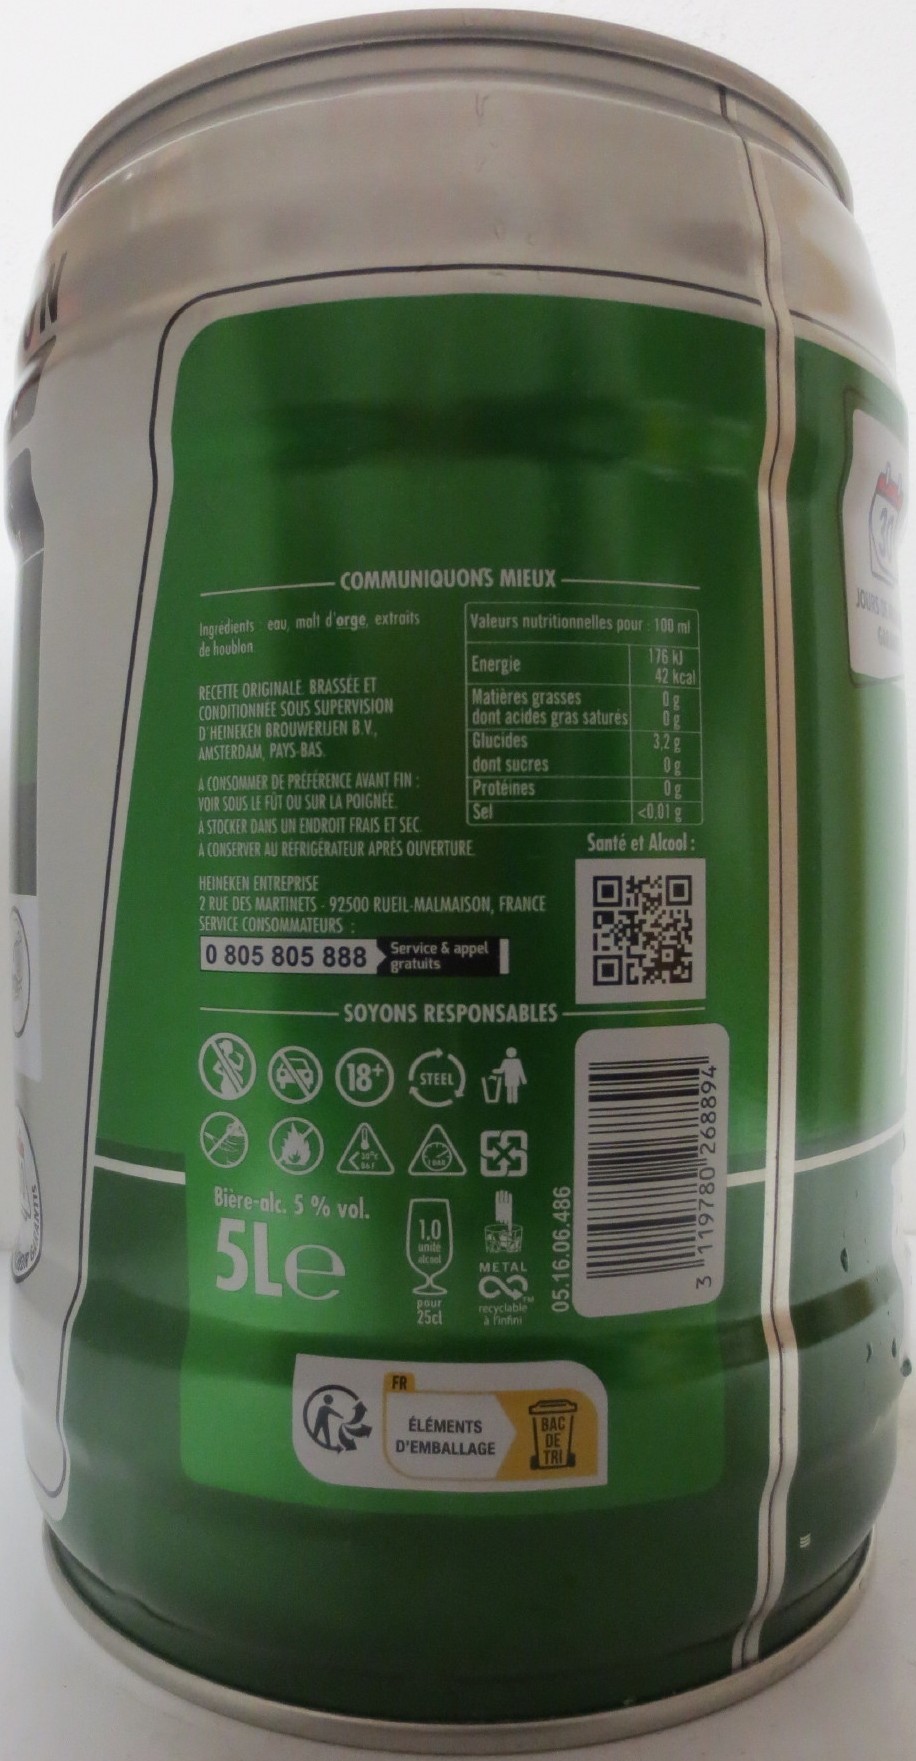 COMMUNIQUONS MIEUX
Ingrédients eau, malt d'orge, extraits
de houblon
RECETTE ORIGINALE. BRASSÉE ET
CONDITIONNÉE SOUS SUPERVISION
D'HEINEKEN BROUWERIJEN B.V.,
AMSTERDAM, PAYS-BAS.
A CONSOMMER DE PRÉFÉRENCE AVANT FIN :
VOIR SOUS LE FÛT OU SUR LA POIGNÉE.
A STOCKER DANS UN ENDROIT FRAIS ET SEC.
A CONSERVER AU RÉFRIGÉRATEUR APRÈS OUVERTURE.
Valeurs nutritionnelles pour : 100 ml
Energie 176 kJ
42 kcal
Matières grasses 0 g
dont acides gras saturés 0 g
Glucides 3,2 g
dont sucres 0 g
Protéines 0 g
Sel <0,01 g
HEINEKEN ENTREPRISE
2 RUE DES MARTINETS - 92500 RUEIL-MALMAISON, FRANCE
SERVICE CONSOMMATEURS :
0 805 805 888 Service & appel
gratuits
Santé et Alcool :
SOYONS RESPONSABLES
18+
STEEL
Bière-alc. 5 % vol.
5L e
1,0
unité
alcool
pour
25cl
METAL
recyclable
à l'infini
05.16.06.486
3 119780 268894
FR
ÉLÉMENTS
D'EMBALLAGE
BAC
DE
TRI
30
JOURS